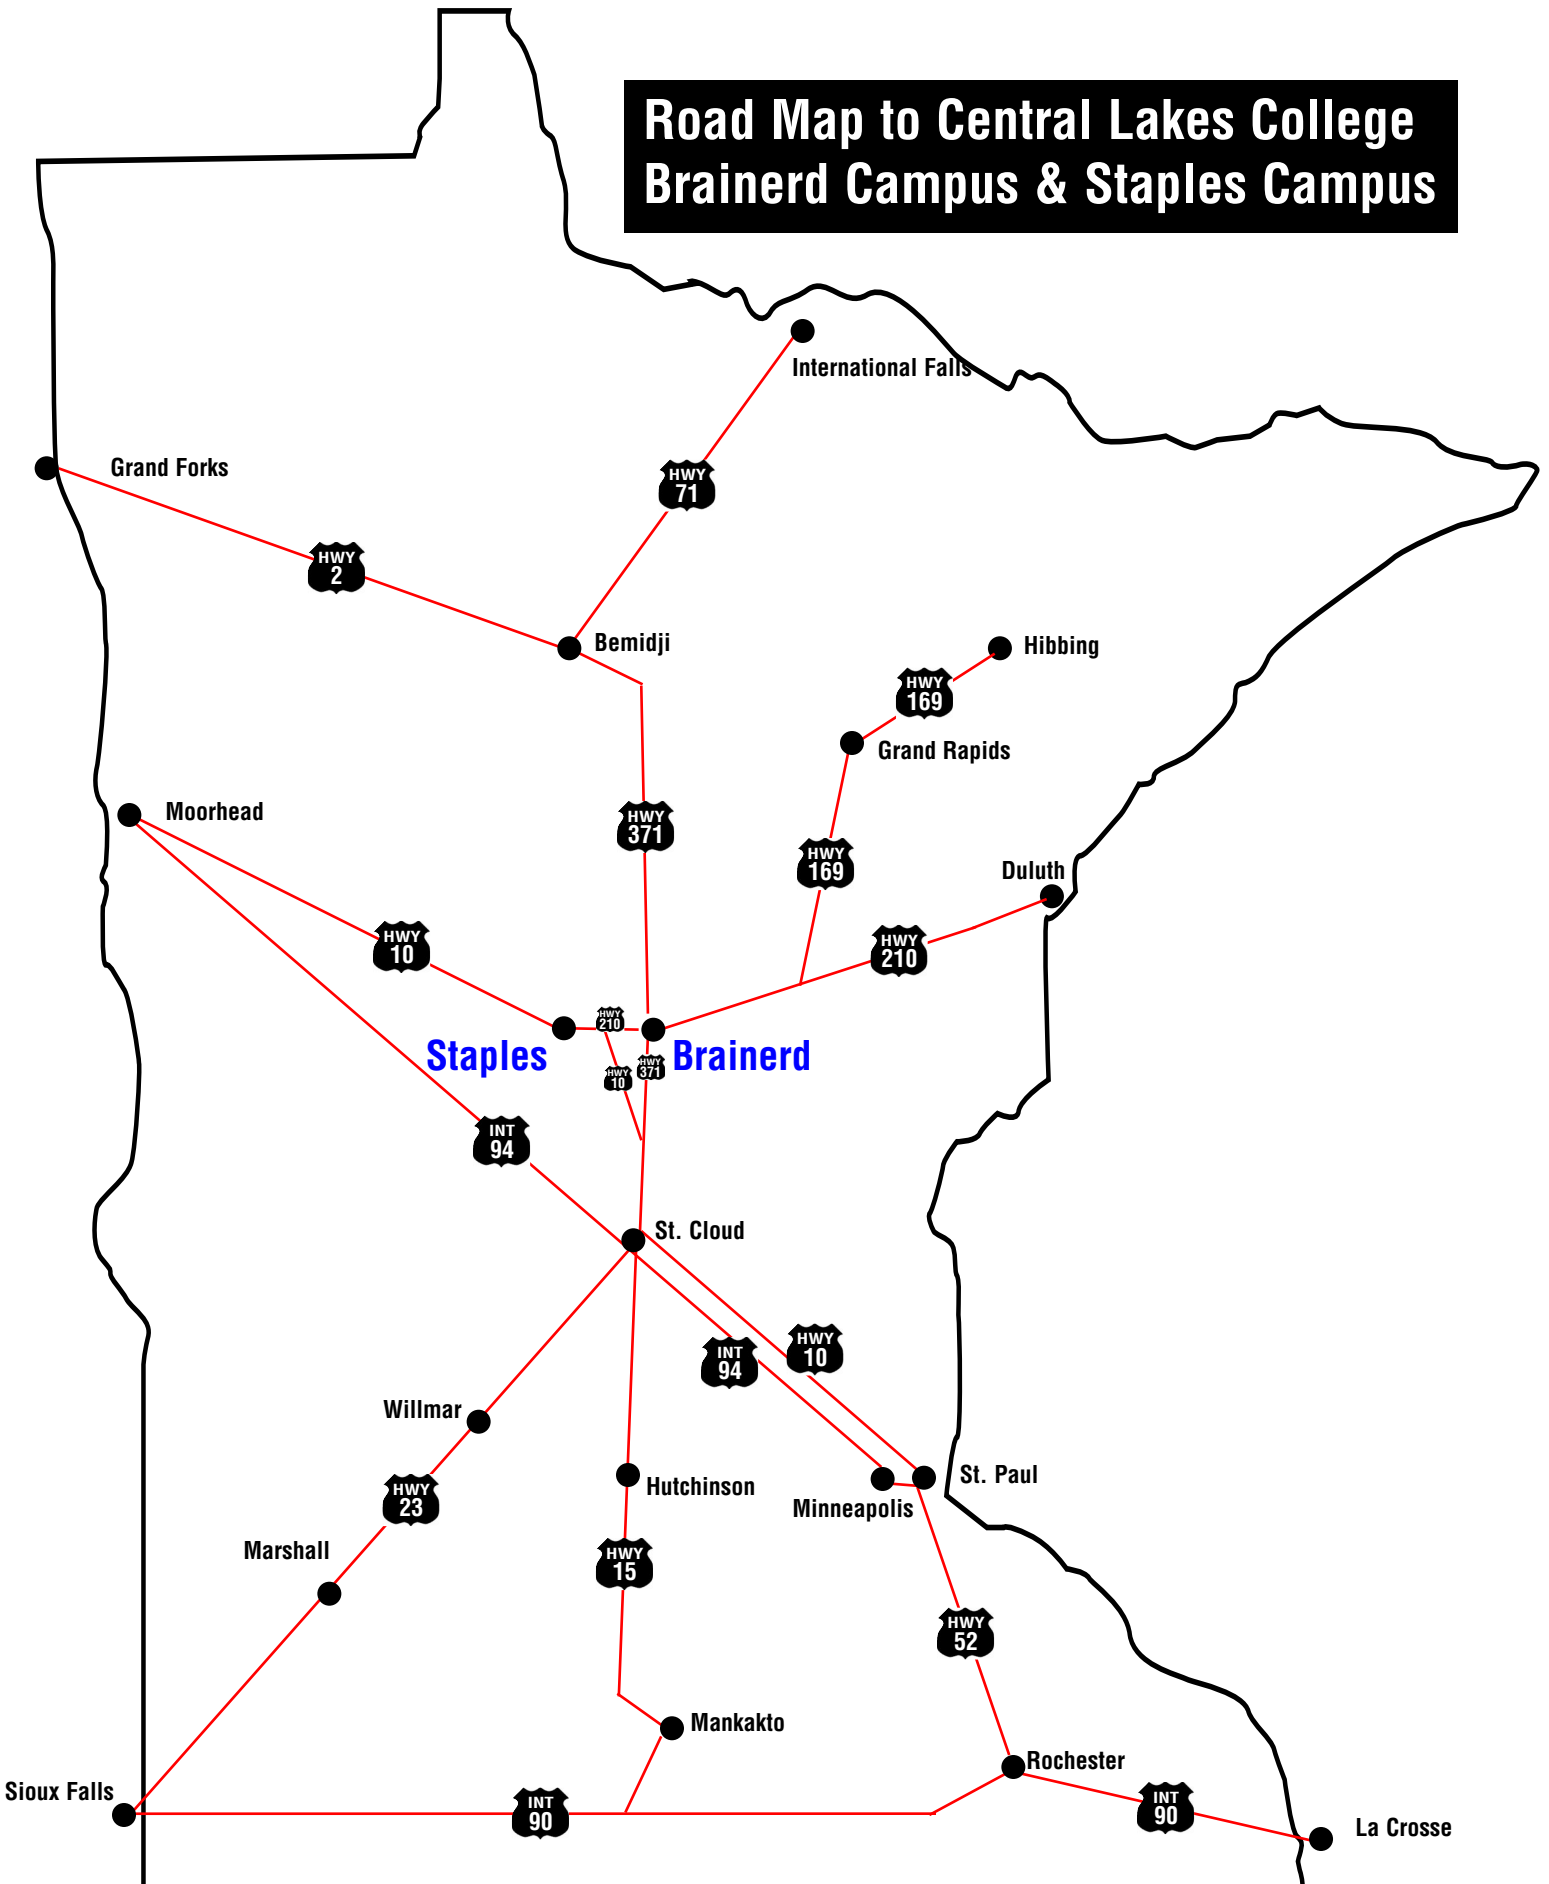 Road Map to Central Lakes College
Brainerd Campus & Staples Campus
International Falls
Grand Forks
HWY
71
HWY
2
Bemidji
Hibbing
HWY
169
Grand Rapids
Moorhead
HWY
371
HWY
169
Duluth
HWY
10
HWY
210
HWY
210
Staples
Brainerd
HWY
371
HWY
10
INT
94
St. Cloud
HWY
10
INT
94
Willmar
St. Paul
Hutchinson
HWY
23
Minneapolis
Marshall
HWY
15
HWY
52
Mankakto
Rochester
Sioux Falls
INT
90
INT
90
La Crosse